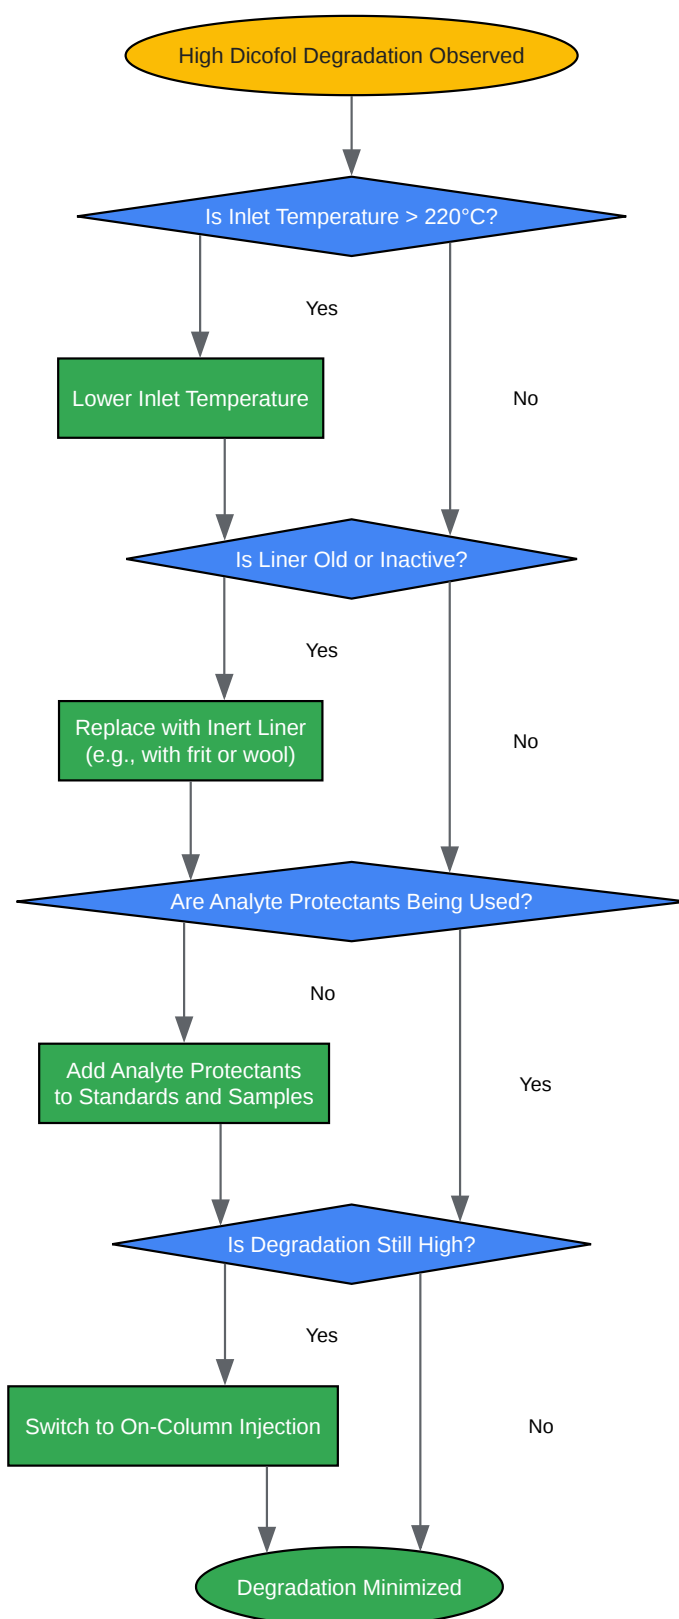 High Dicofol Degradation Observed
Is Inlet Temperature > 220°C?
Yes
Lower Inlet Temperature
No
Is Liner Old or Inactive?
Yes
Replace with Inert Liner
(e.g., with frit or wool)
No
Are Analyte Protectants Being Used?
No
Add Analyte Protectants
to Standards and Samples
Yes
Is Degradation Still High?
Yes
Switch to On-Column Injection
No
Degradation Minimized